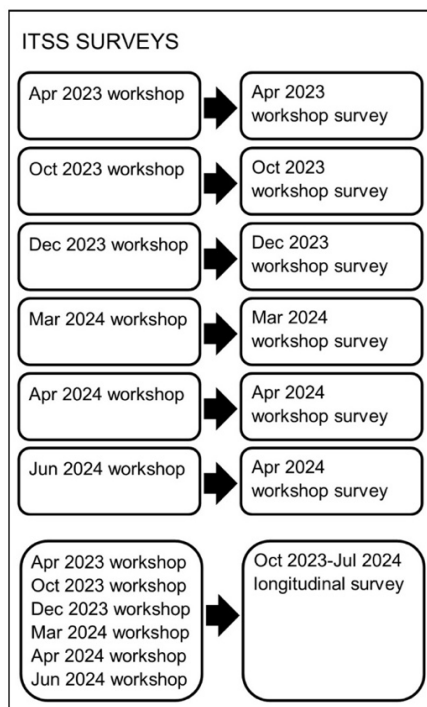 ITSS SURVEYS
Apr 2023 workshop
Apr 2023
workshop survey
Oct 2023 workshop
Oct 2023
workshop survey
Dec 2023 workshop
Dec 2023
workshop survey
Mar 2024 workshop
Mar 2024
workshop survey
Apr 2024 workshop
Apr 2024
workshop survey
Jun 2024 workshop
Apr 2024
workshop survey
Apr 2023 workshop
Oct 2023 workshop
Dec 2023 workshop
Mar 2024 workshop
Apr 2024 workshop
Jun 2024 workshop
Oct 2023-Jul 2024
longitudinal survey